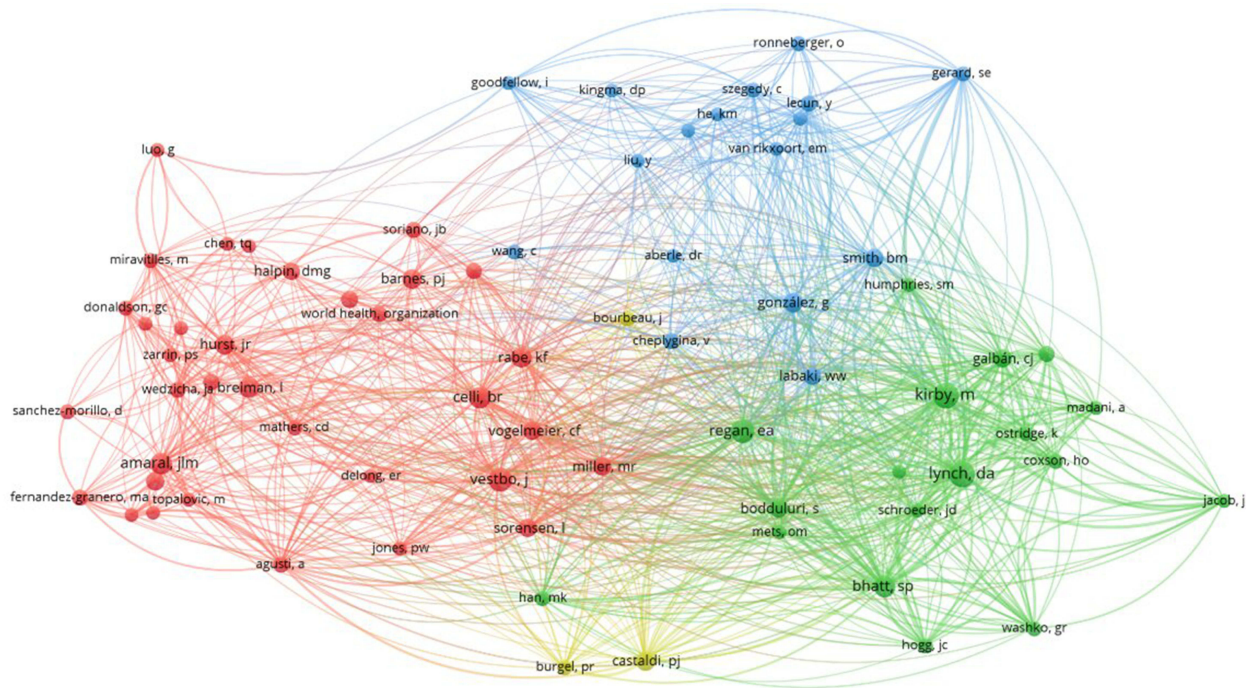 ronneberger, o
gerard, se
goodfellow, i
kingma, dp
szegedy, c
lecun, y
he, km
luo, g
van rikxoort, em
liu, y
soriano, jb
chen, tq
miravitlles, m
halpin, dmg
barnes, pj
wang, c
aberle, dr
smith, bm
humphries, sm
donaldson, gc
world health, organization
gonzález, g
bourbeau, j
cheplygina, v
hurst, jr
zarrin, ps
rabe, kf
galbán, cj
labaki, ww
wedzicha, ja
breiman, l
celli, br
kirby, m
sanchez-morillo, d
madani, a
mathers, cd
vogelmeier, cf
regan, ea
ostridge, k
amaral, jlm
delong, er
miller, mr
coxson, ho
vestbo, j
lynch, da
fernandez-granero, ma
topalovic, m
jacob, j
bodduluri, s
schroeder, jd
sorensen, l
mets, om
jones, pw
agusti, a
bhatt, sp
han, mk
washko, gr
hogg, jc
burgel, pr
castaldi, pj